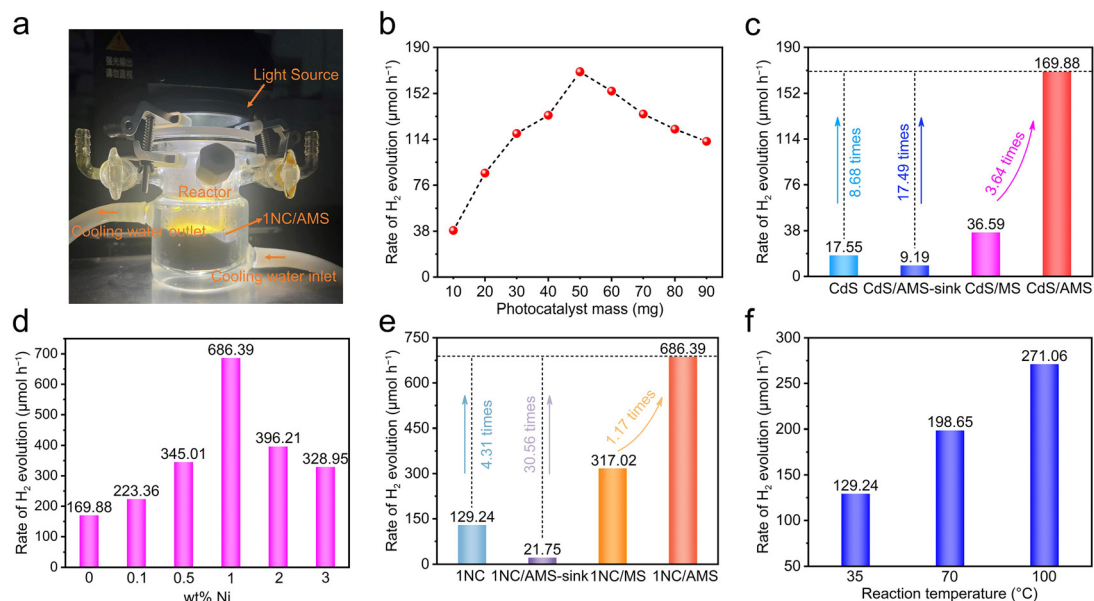 a
强光输出
请勿直视
Light Source
Reactor
1NC/AMS
Cooling water outlet
Cooling water inlet
b
Rate of H₂ evolution (μmol h⁻¹)
190
152
114
76
38
0
10 20 30 40 50 60 70 80 90
Photocatalyst mass (mg)
c
Rate of H₂ evolution (μmol h⁻¹)
190
152
114
76
38
0
169.88
8.68 times
17.49 times
3.64 times
17.55
9.19
36.59
CdS CdS/AMS-sink CdS/MS CdS/AMS
d
Rate of H₂ evolution (μmol h⁻¹)
700
600
500
400
300
200
100
0
169.88
223.36
345.01
686.39
396.21
328.95
0 0.1 0.5 1 2 3
wt% Ni
e
Rate of H₂ evolution (μmol h⁻¹)
750
600
450
300
150
0
686.39
4.31 times
30.56 times
1.17 times
129.24
21.75
317.02
1NC 1NC/AMS-sink 1NC/MS 1NC/AMS
f
Rate of H₂ evolution (μmol h⁻¹)
300
250
200
150
100
50
129.24
198.65
271.06
35 70 100
Reaction temperature (°C)